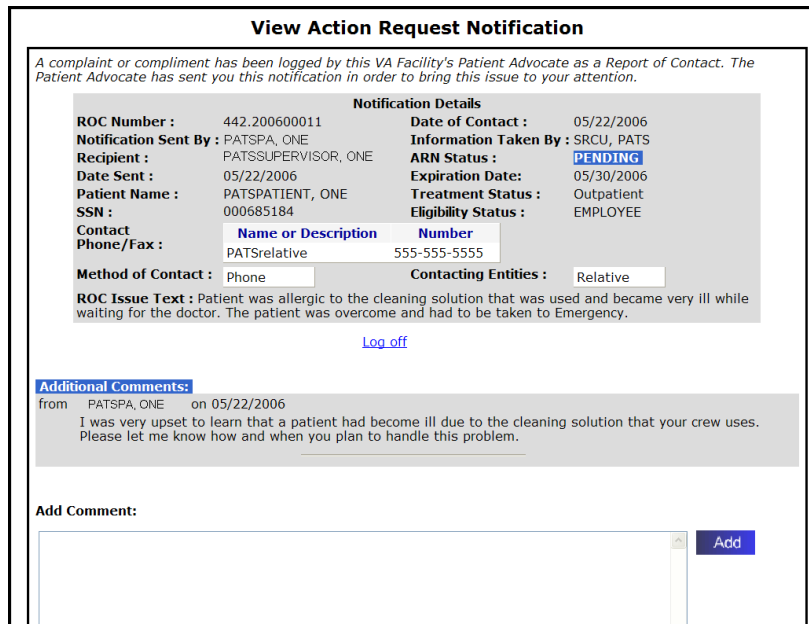 View Action Request Notification
A complaint or compliment has been logged by this VA Facility's Patient Advocate as a Report of Contact. The
Patient Advocate has sent you this notification in order to bring this issue to your attention.
Notification Details
ROC Number : 442.200600011 Date of Contact : 05/22/2006
Notification Sent By : PATSPA, ONE Information Taken By : SRCU, PATS
Recipient : PATSSUPERVISOR, ONE ARN Status : PENDING
Date Sent : 05/22/2006 Expiration Date: 05/30/2006
Patient Name : PATSPATIENT, ONE Treatment Status : Outpatient
SSN : 000685184 Eligibility Status : EMPLOYEE
Contact
Phone/Fax :
Name or Description Number
PATSrelative 555-555-5555
Method of Contact : Phone Contacting Entities : Relative
ROC Issue Text : Patient was allergic to the cleaning solution that was used and became very ill while
waiting for the doctor. The patient was overcome and had to be taken to Emergency.
Log off
Additional Comments:
from PATSPA, ONE on 05/22/2006
I was very upset to learn that a patient had become ill due to the cleaning solution that your crew uses.
Please let me know how and when you plan to handle this problem.
Add Comment:
Add